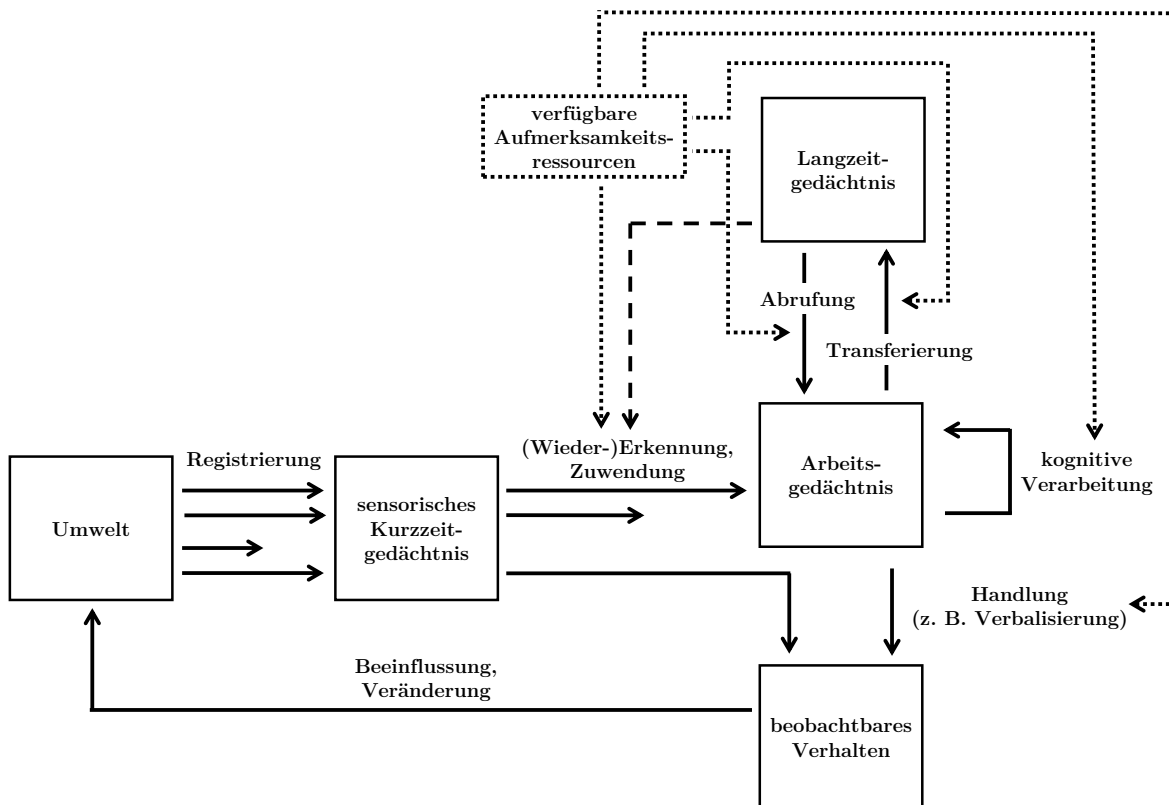 verfügbare
Aufmerksamkeits-
ressourcen
Langzeit-
gedächtnis
Abrufung
Transferierung
(Wieder-)Erkennung,
Zuwendung
Registrierung
Umwelt
sensorisches
Kurzzeit-
gedächtnis
Arbeits-
gedächtnis
kognitive
Verarbeitung
Handlung
(z. B. Verbalisierung)
Beeinflussung,
Veränderung
beobachtbares
Verhalten